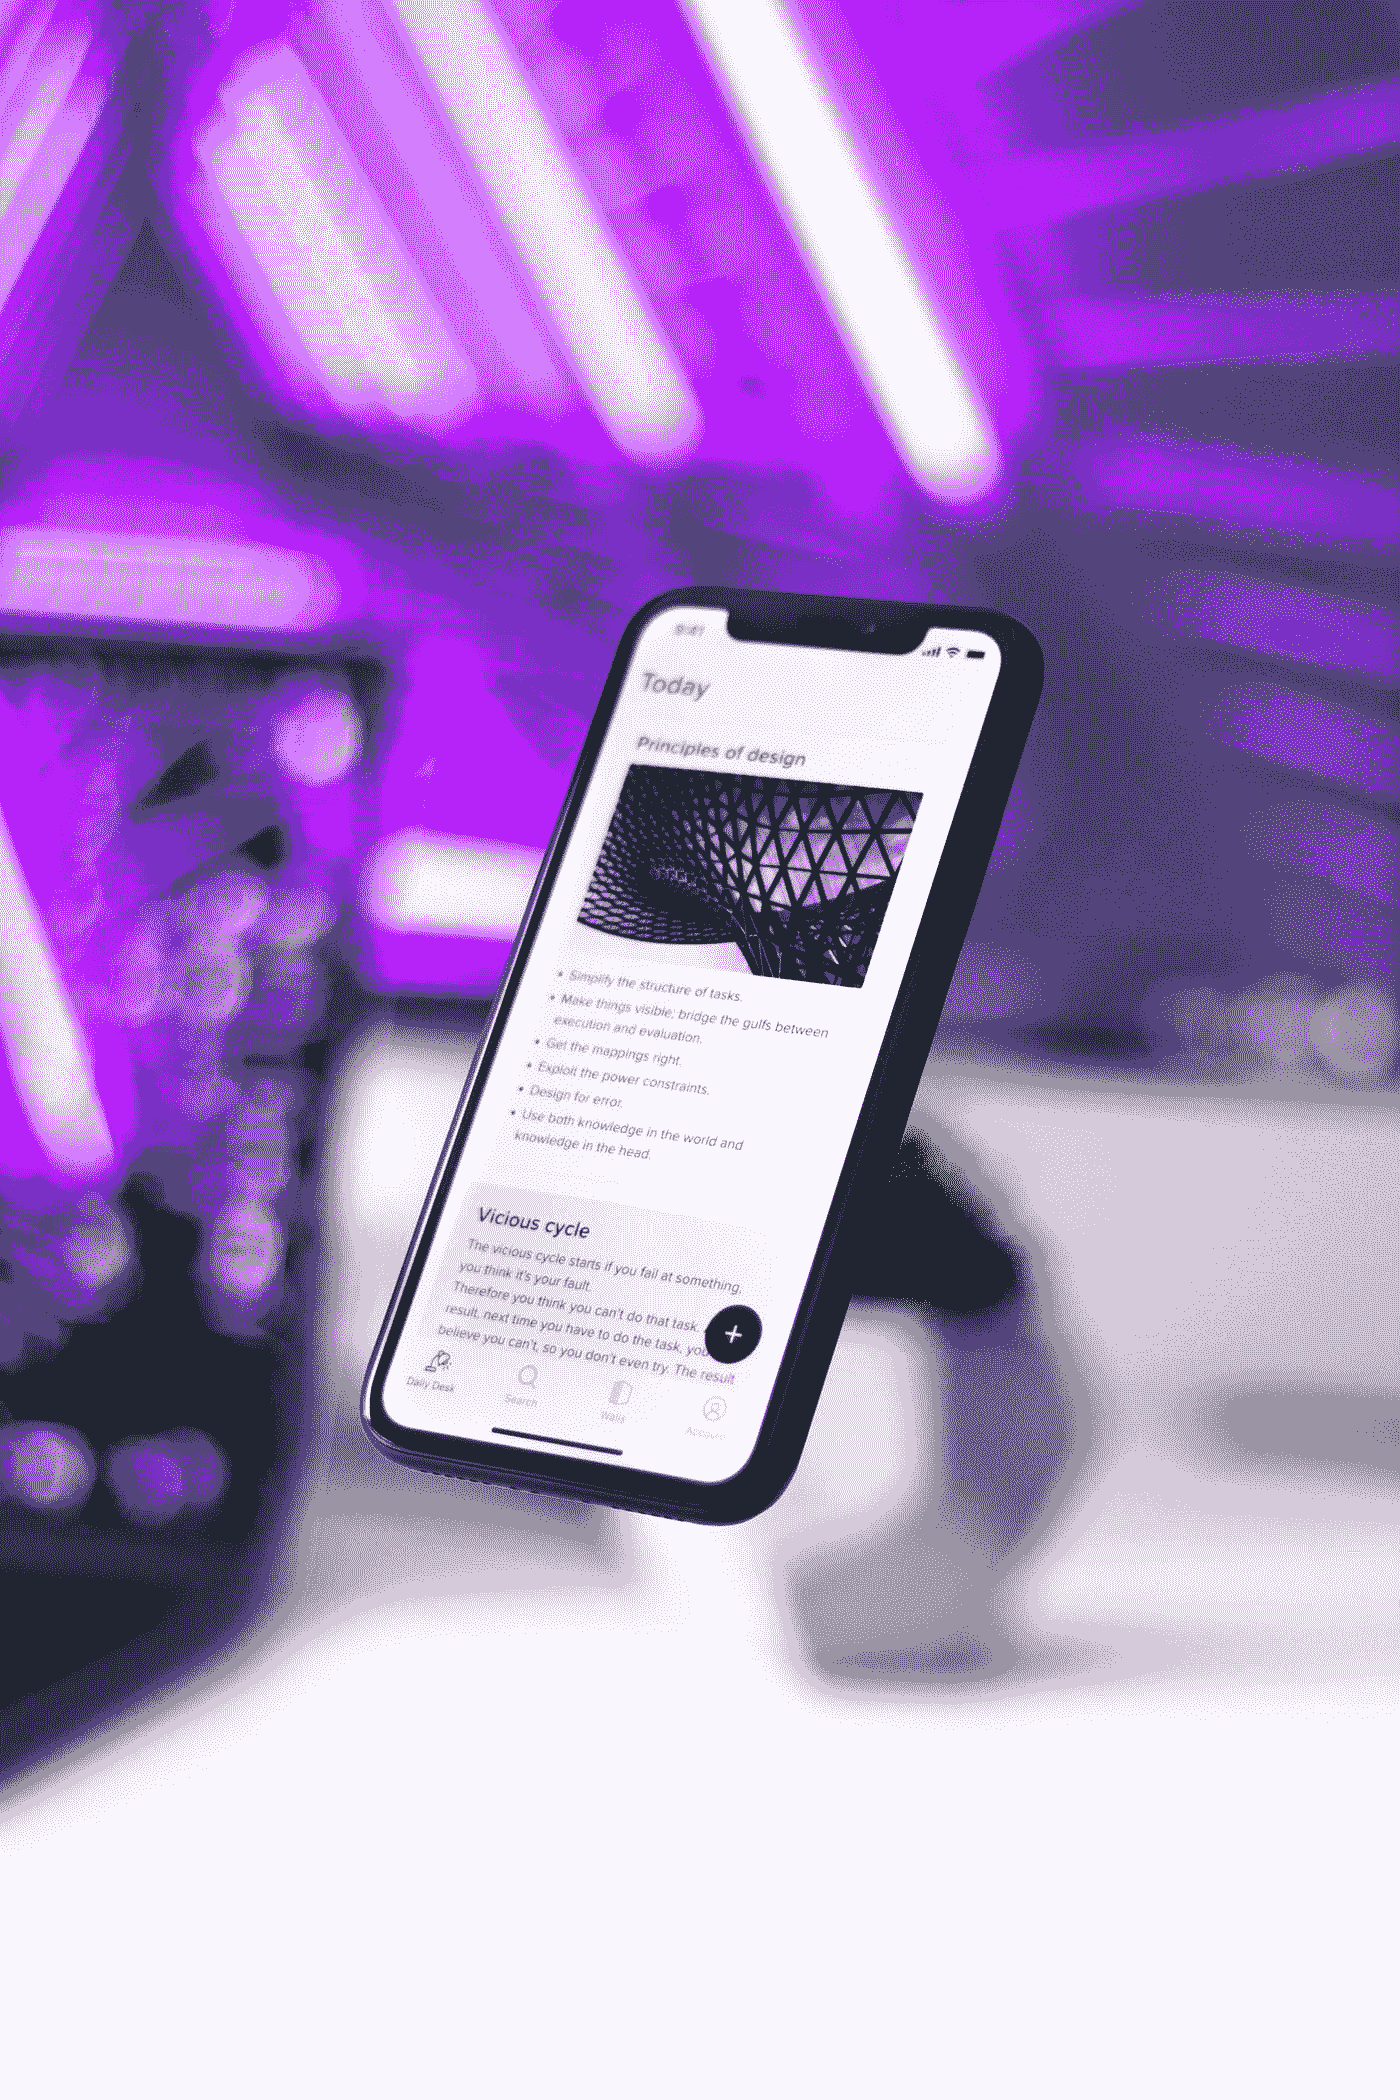 9:41
Today
Principles of design
• Simplify the structure of tasks.
• Make things visible; bridge the gulfs between
execution and evaluation.
• Get the mappings right.
• Exploit the power constraints.
• Design for error.
• Use both knowledge in the world and
knowledge in the head.
Vicious cycle
The vicious cycle starts if you fail at something,
you think it's your fault.
Therefore you think you can't do that task.
result, next time you have to do the task, you
believe you can't, so you don't even try. The result
+
Daily Desk Search Walls Account